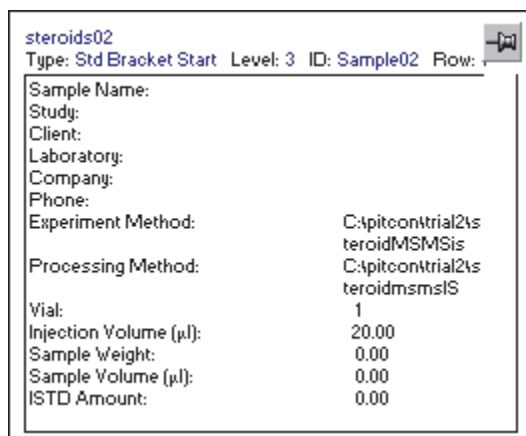 steroids02
Type: Std Bracket Start Level: 3 ID: Sample02 Row:
Sample Name:
Study:
Client:
Laboratory:
Company:
Phone:
Experiment Method: C:\pitcon\trial2\s
teroidMSMSis
Processing Method: C:\pitcon\trial2\s
teroidmsmsIS
Vial: 1
Injection Volume (µl): 20.00
Sample Weight: 0.00
Sample Volume (µl): 0.00
ISTD Amount: 0.00